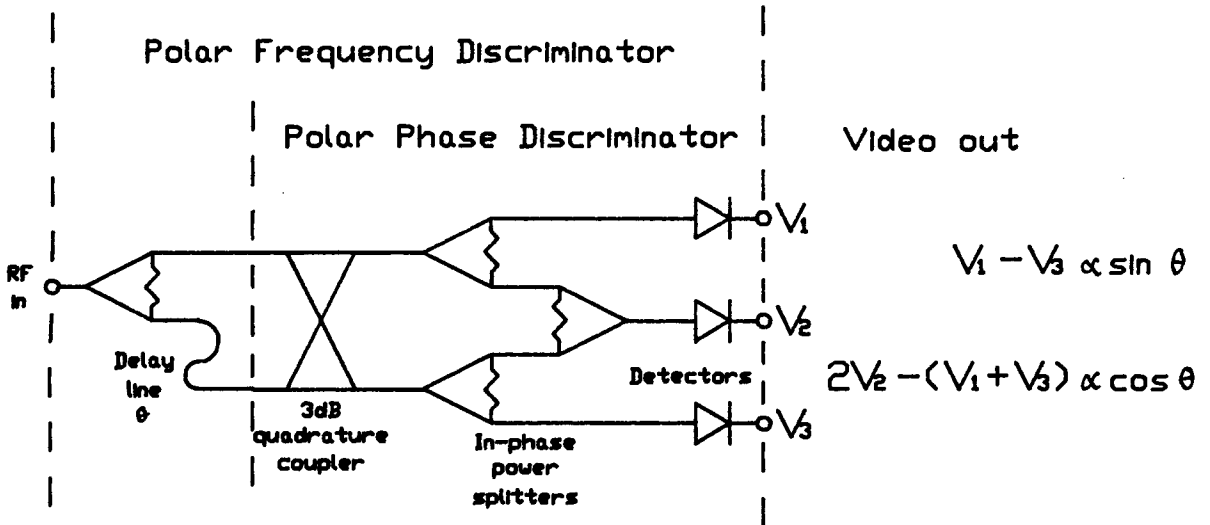 Polar Frequency Discriminator
Polar Phase Discriminator
Video out
V1
RF
in
V1 − V3 ∝ sin θ
V2
Delay
line
θ
Detectors
2V2 − (V1 + V3) ∝ cos θ
3dB
quadrature
coupler
In-phase
power
splitters
V3